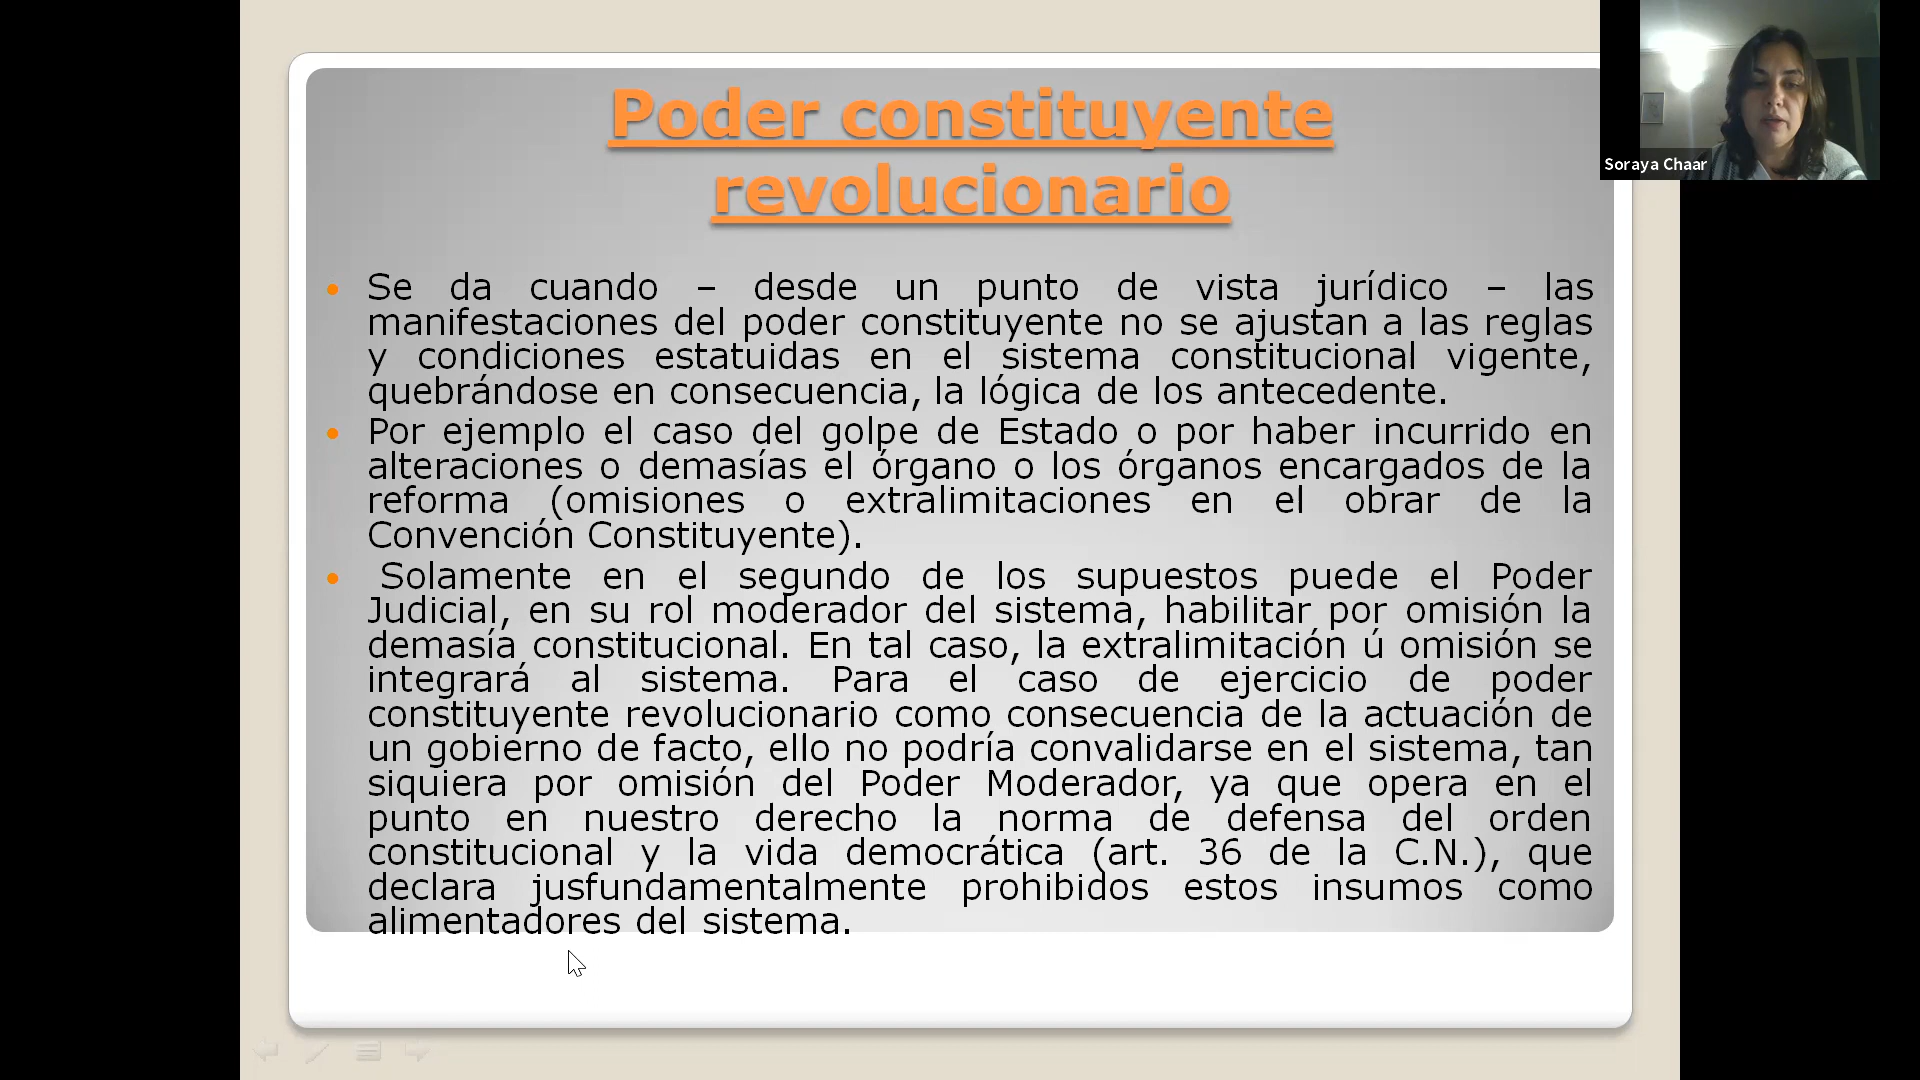 Poder constituyente
revolucionario
Soraya Chaar
• Se da cuando – desde un punto de vista jurídico – las
manifestaciones del poder constituyente no se ajustan a las reglas
y condiciones estatuidas en el sistema constitucional vigente,
quebrándose en consecuencia, la lógica de los antecedente.
• Por ejemplo el caso del golpe de Estado o por haber incurrido en
alteraciones o demasías el órgano o los órganos encargados de la
reforma (omisiones o extralimitaciones en el obrar de la
Convención Constituyente).
• Solamente en el segundo de los supuestos puede el Poder
Judicial, en su rol moderador del sistema, habilitar por omisión la
demasía constitucional. En tal caso, la extralimitación ú omisión se
integrará al sistema. Para el caso de ejercicio de poder
constituyente revolucionario como consecuencia de la actuación de
un gobierno de facto, ello no podría convalidarse en el sistema, tan
siquiera por omisión del Poder Moderador, ya que opera en el
punto en nuestro derecho la norma de defensa del orden
constitucional y la vida democrática (art. 36 de la C.N.), que
declara jusfundamentalmente prohibidos estos insumos como
alimentadores del sistema.